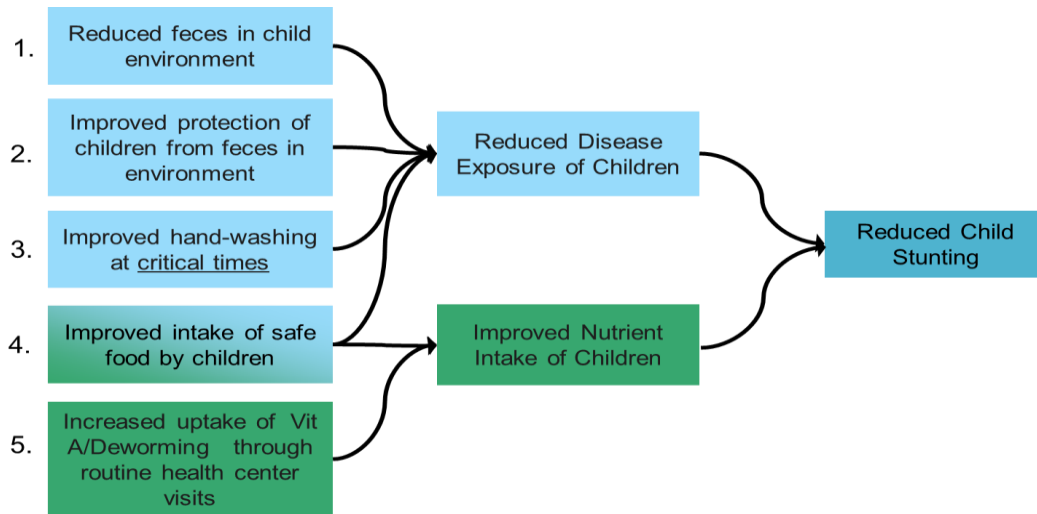 1.
Reduced feces in child
environment
2.
Improved protection of
children from feces in
environment
3.
Improved hand-washing
at critical times
4.
Improved intake of safe
food by children
5.
Increased uptake of Vit
A/Deworming through
routine health center
visits
Reduced Disease
Exposure of Children
Improved Nutrient
Intake of Children
Reduced Child
Stunting